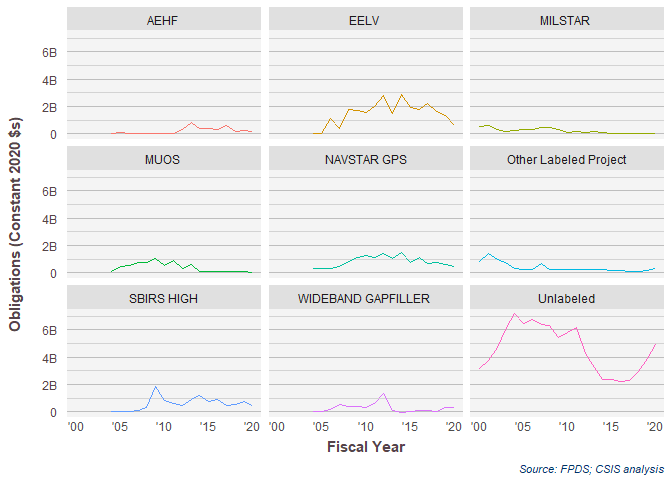 AEHF EELV MILSTAR
6B
4B
2B
0
MUOS NAVSTAR GPS Other Labeled Project
6B
4B
2B
0
SBIRS HIGH WIDEBAND GAPFILLER Unlabeled
6B
4B
2B
0
'00 '05 '10 '15 '20 '00 '05 '10 '15 '20 '00 '05 '10 '15 '20
Obligations (Constant 2020 $s)
Fiscal Year
Source: FPDS; CSIS analysis